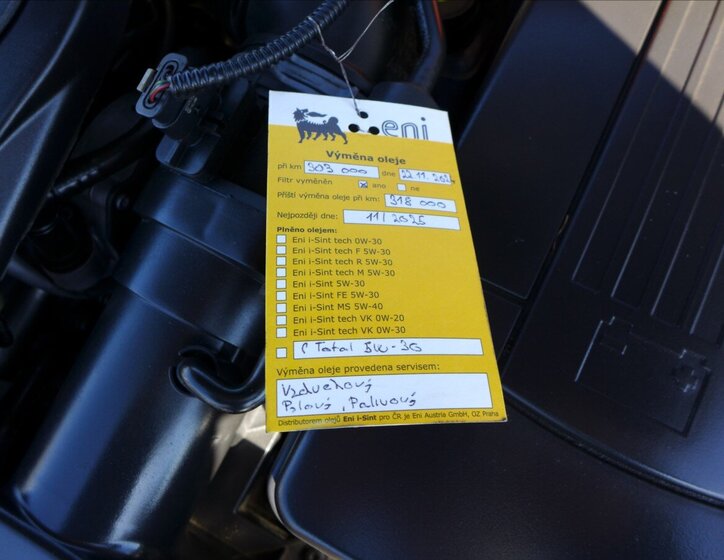 eni
Výměna oleje
při km 303 000 dne 22.11.2024
Filtr vyměněn ano ne
Příští výměna oleje při km: 318 000
Nejpozději dne: 11/2025
Plněno olejem:
Eni i-Sint tech 0W-30
Eni i-Sint tech F 5W-30
Eni i-Sint tech R 5W-30
Eni i-Sint tech M 5W-30
Eni i-Sint 5W-30
Eni i-Sint FE 5W-30
Eni i-Sint MS 5W-40
Eni i-Sint tech VK 0W-20
Eni i-Sint tech VK 0W-30
Total 5W-30
Výměna oleje provedena servisem:
Vzduchový
Pylový, Palivový
Distributorem olejů Eni i-Sint pro ČR je Eni Austria GmbH, OZ Praha